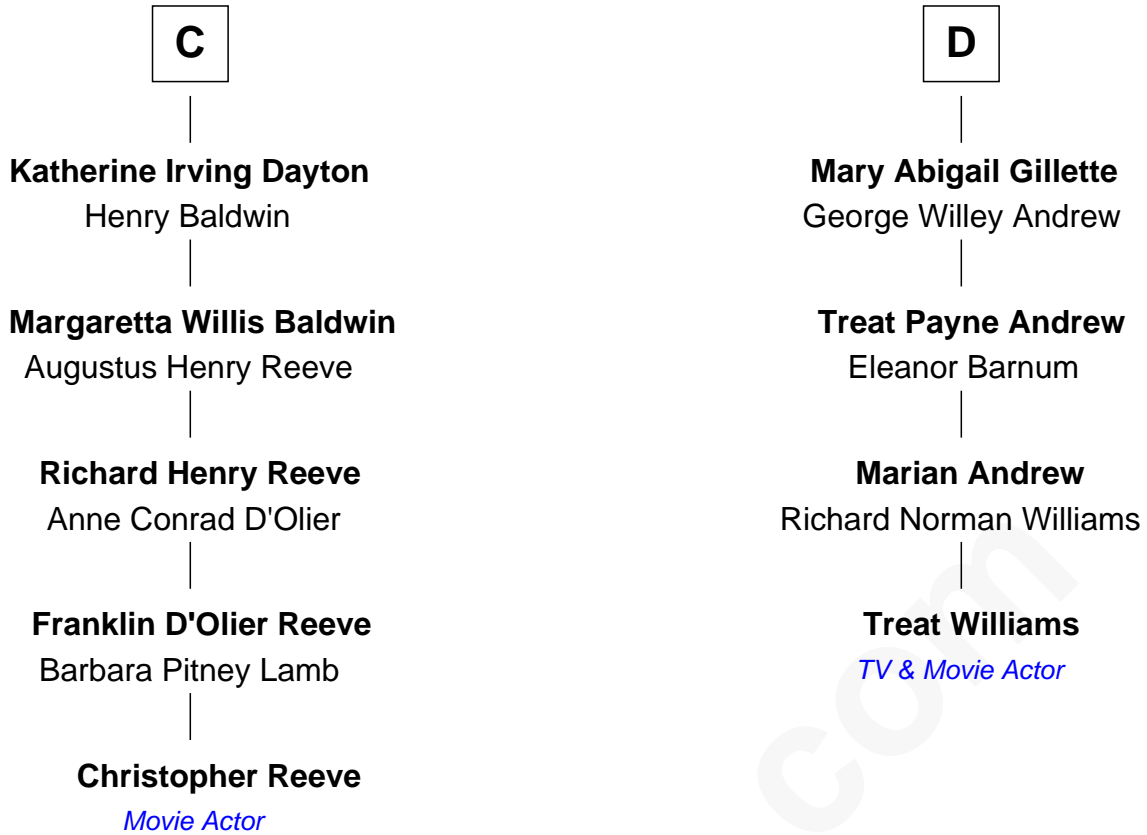 C
Katherine Irving Dayton
Henry Baldwin
Margaretta Willis Baldwin
Augustus Henry Reeve
Richard Henry Reeve
Anne Conrad D'Olier
Franklin D'Olier Reeve
Barbara Pitney Lamb
Christopher Reeve
Movie Actor
D
Mary Abigail Gillette
George Willey Andrew
Treat Payne Andrew
Eleanor Barnum
Marian Andrew
Richard Norman Williams
Treat Williams
TV & Movie Actor
com